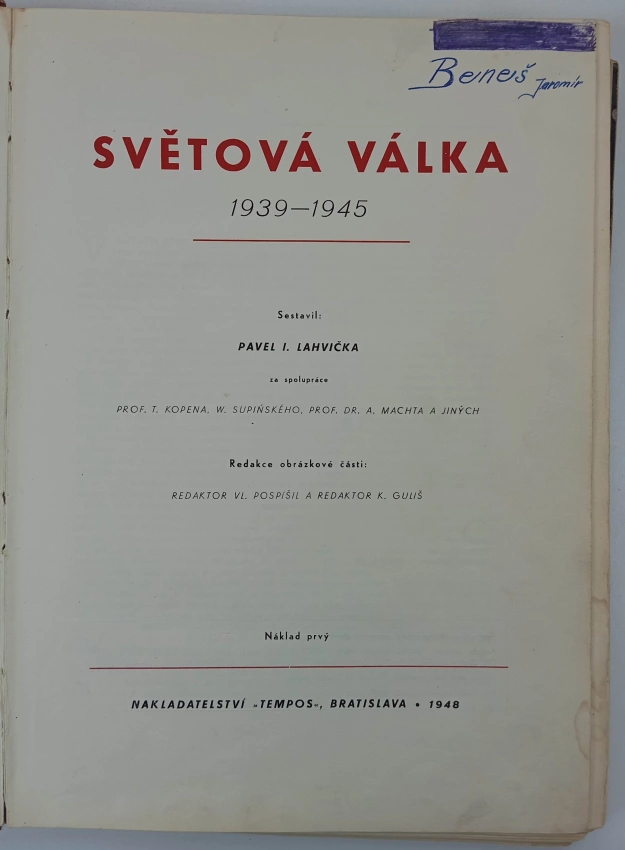 Beneš Jaromír
SVĚTOVÁ VÁLKA
1939—1945
Sestavil:
PAVEL I. LAHVIČKA
za spolupráce
PROF. T. KOPENA, W. SUPIŃSKÉHO, PROF. DR. A. MACHTA A JINÝCH
Redakce obrázkové části:
REDAKTOR VL. POSPÍŠIL A REDAKTOR K. GULIŠ
Náklad prvý
NAKLADATELSTVÍ »TEMPOS«, BRATISLAVA • 1948